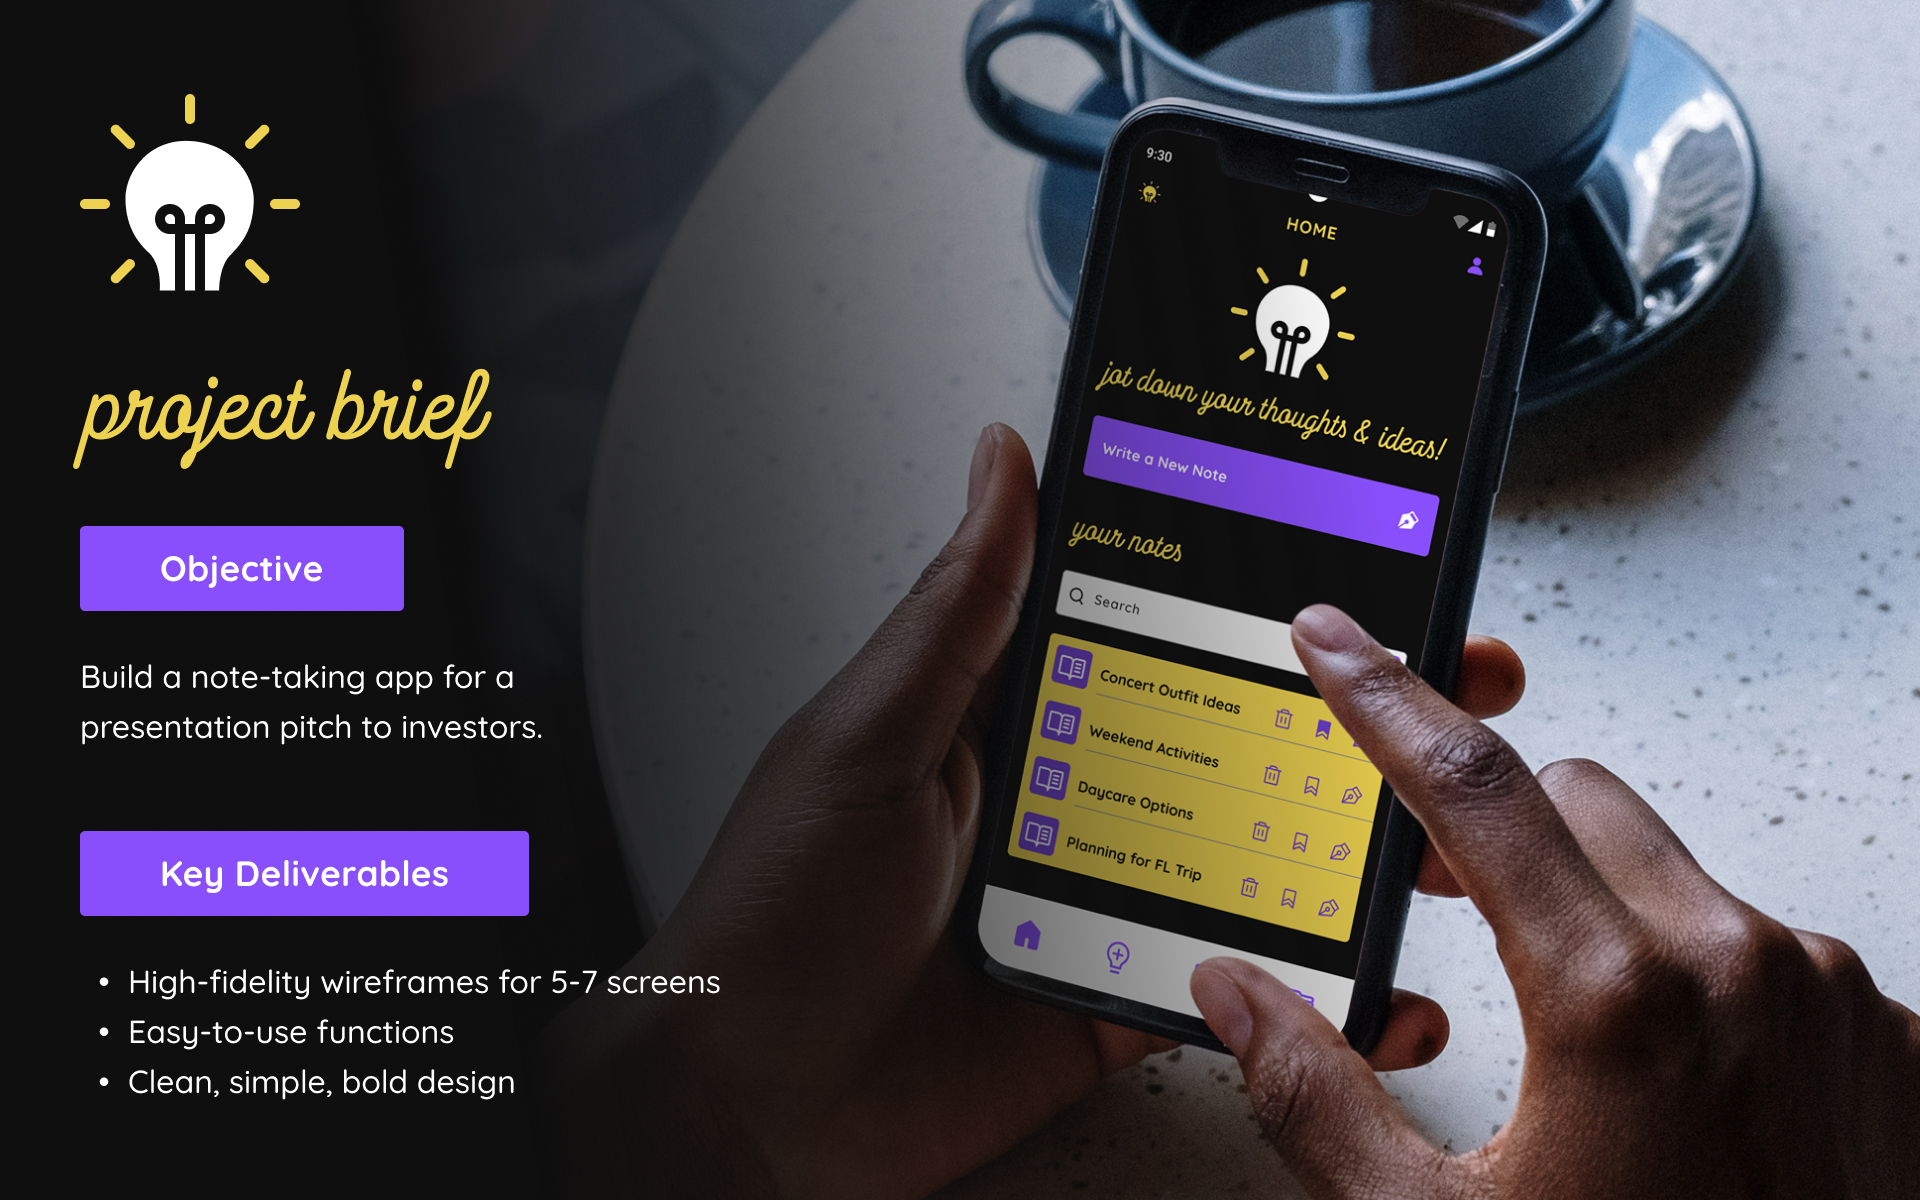 project brief
Objective
Build a note-taking app for a
presentation pitch to investors.
Key Deliverables
• High-fidelity wireframes for 5-7 screens
• Easy-to-use functions
• Clean, simple, bold design
9:30
HOME
jot down your thoughts & ideas!
Write a New Note
your notes
Search
Concert Outfit Ideas
Weekend Activities
Daycare Options
Planning for FL Trip